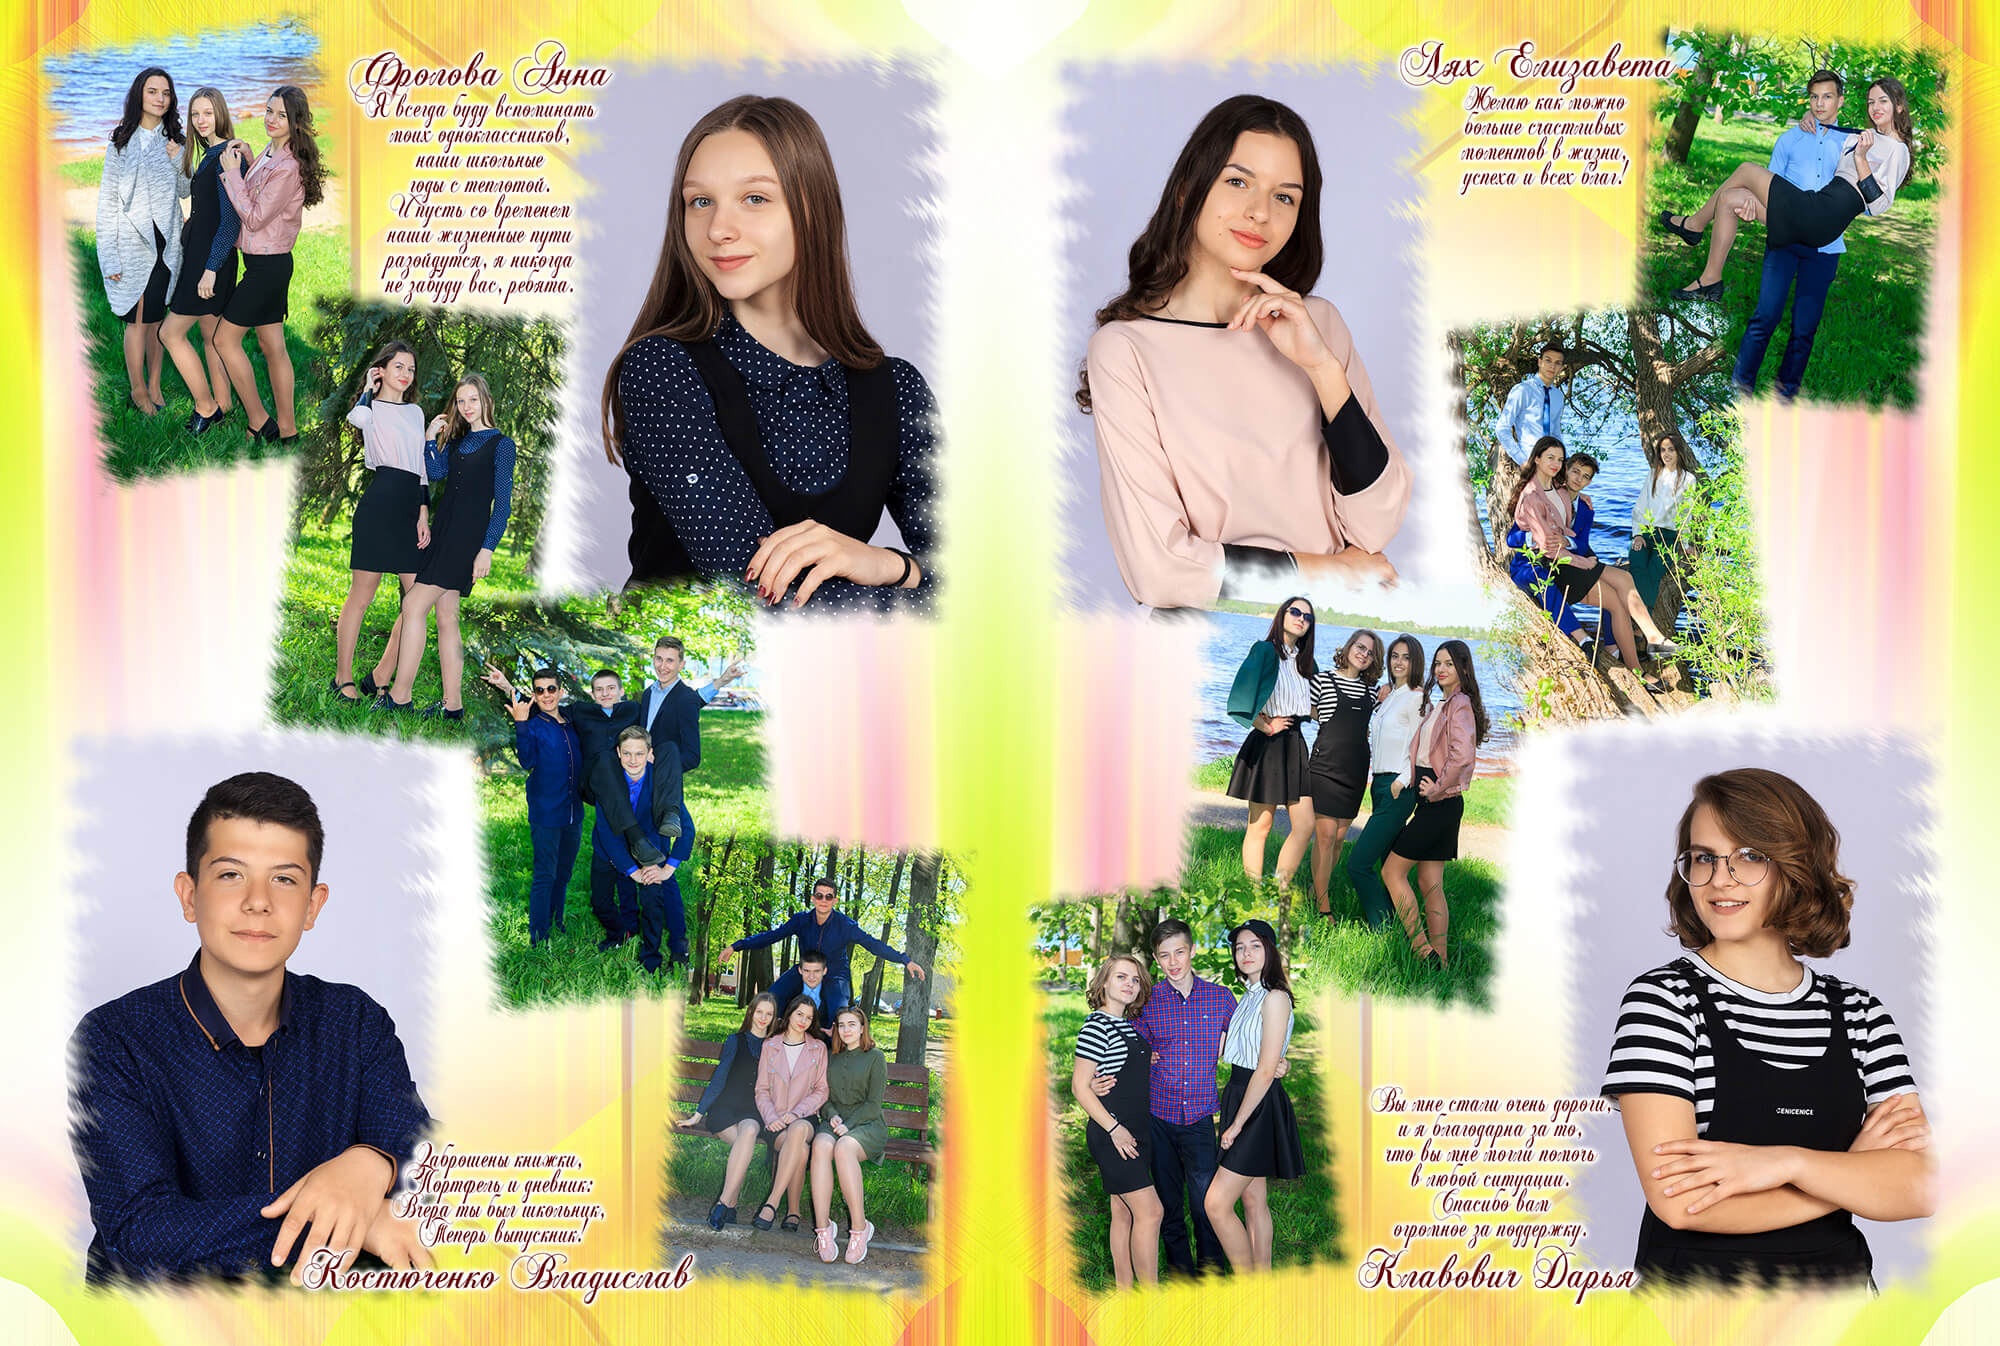 Фролова Анна
Я всегда буду вспоминать
моих одноклассников,
наши школьные
годы с теплотой.
И пусть со временем
наши жизненные пути
разойдутся, я никогда
не забуду вас, ребята.
Лях Елизавета
Желаю как можно
больше счастливых
моментов в жизни,
успеха и всех благ!
Заброшены книжки,
Портфель и дневник:
Вчера ты был школьник,
Теперь выпускник!
Костюченко Владислав
Вы мне стали очень дороги,
и я благодарна за то,
что вы мне могли помочь
в любой ситуации.
Спасибо вам
огромное за поддержку.
Клавович Дарья
CENICENICE